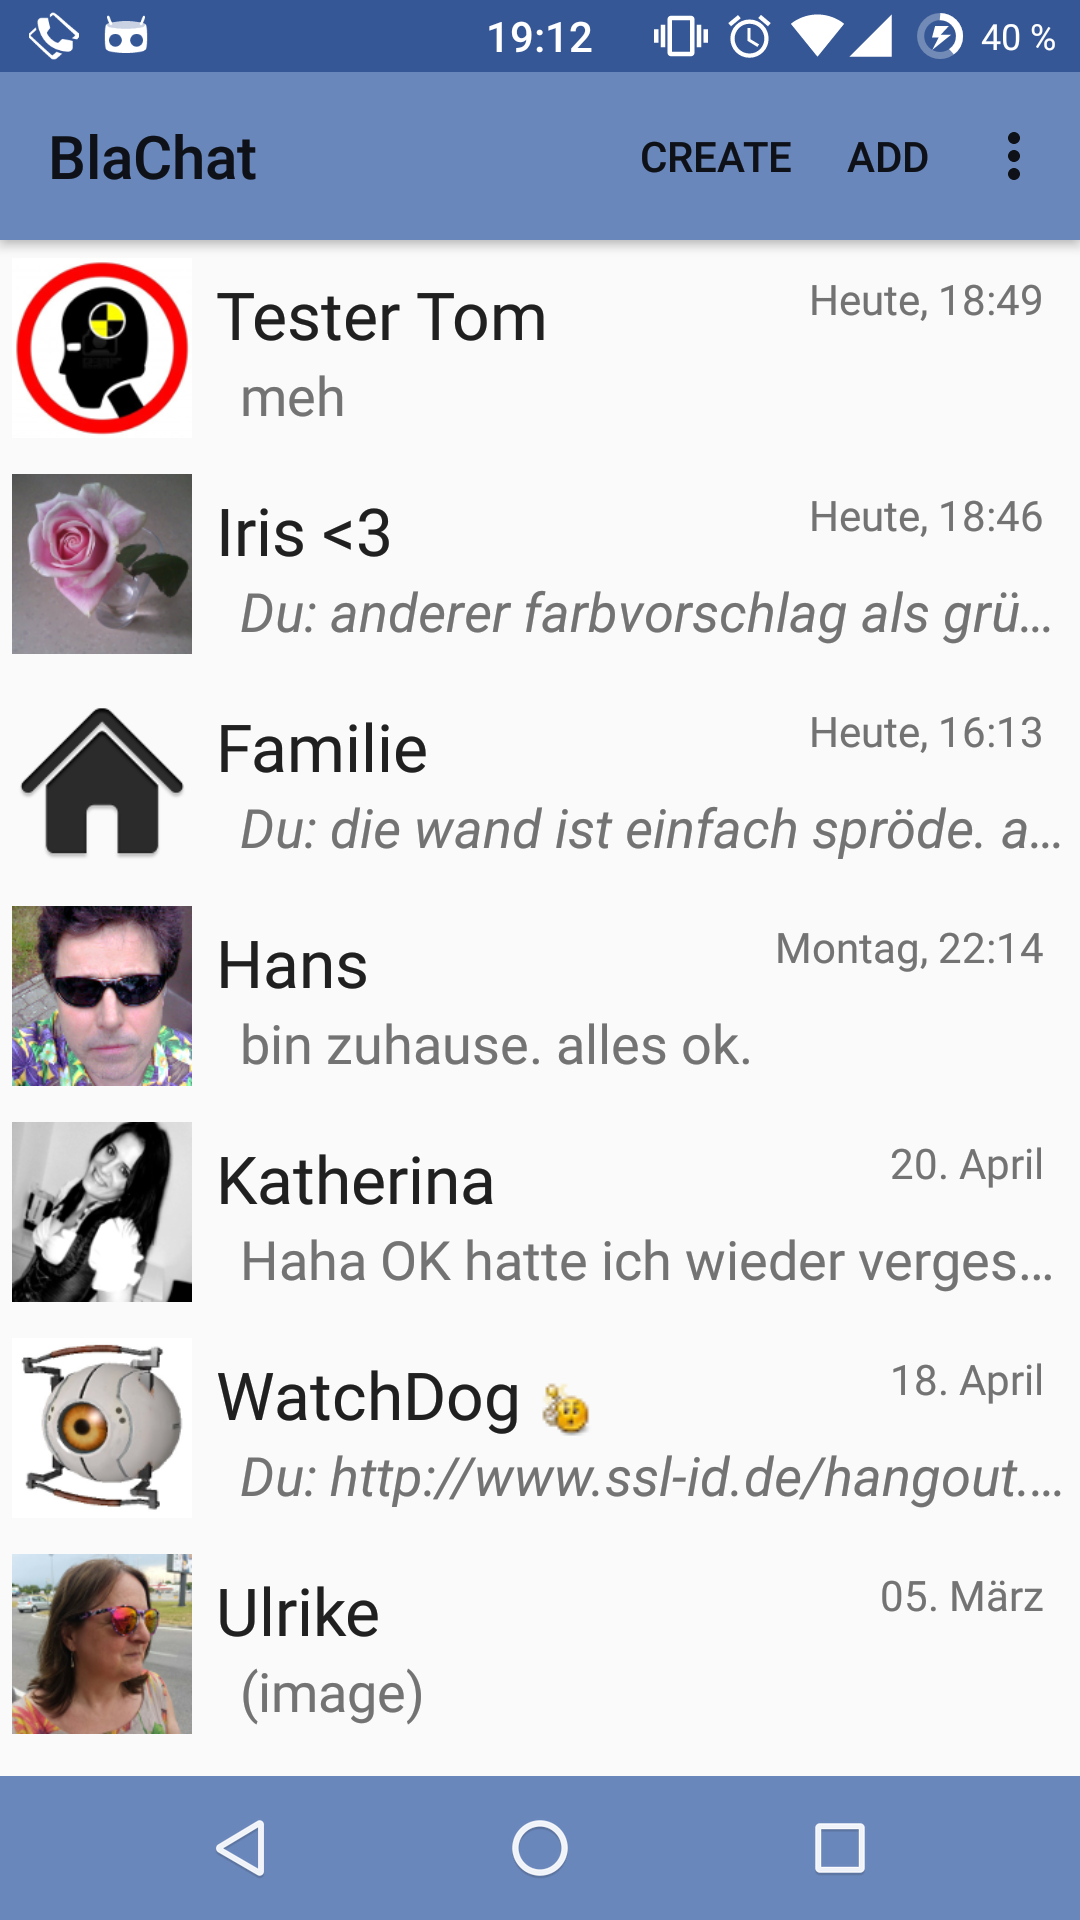 19:12 40 %
BlaChat CREATE ADD
Tester Tom Heute, 18:49
meh
Iris <3 Heute, 18:46
Du: anderer farbvorschlag als grü…
Familie Heute, 16:13
Du: die wand ist einfach spröde. a…
Hans Montag, 22:14
bin zuhause. alles ok.
Katherina 20. April
Haha OK hatte ich wieder verges…
WatchDog 18. April
Du: http://www.ssl-id.de/hangout.…
Ulrike 05. März
(image)